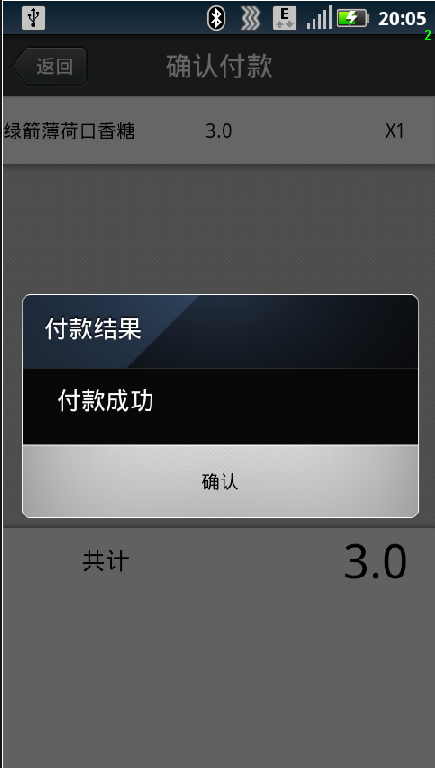 E 20:05
2
返回 确认付款
绿箭薄荷口香糖 3.0 X1
付款结果
付款成功
确认
共计 3.0